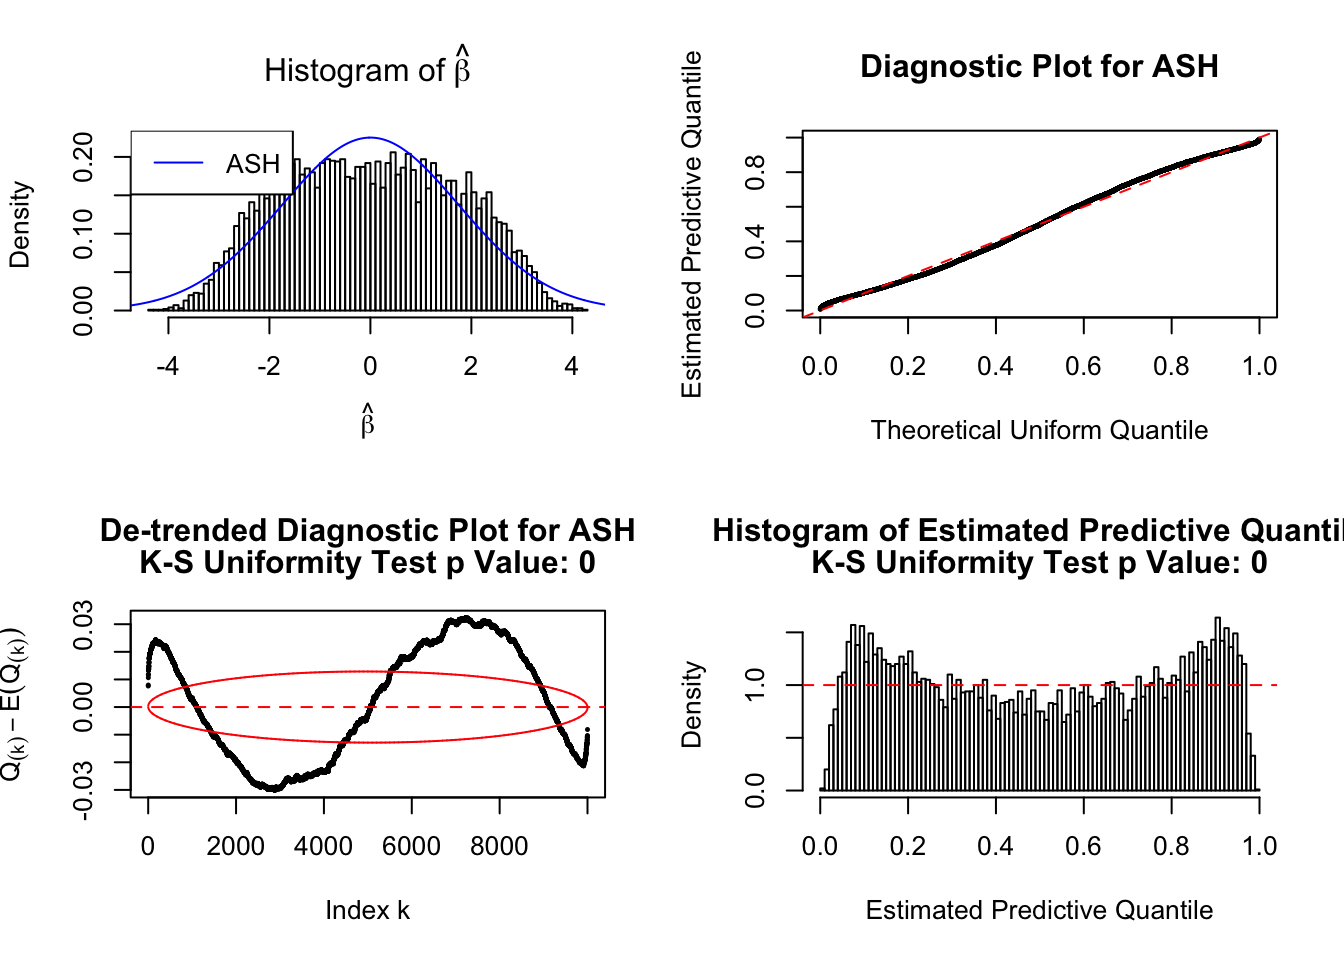 Histogram of β̂
Density
0.00 0.10 0.20
ASH
-4 -2 0 2 4
β̂
Diagnostic Plot for ASH
Estimated Predictive Quantile
0.0 0.4 0.8
0.0 0.2 0.4 0.6 0.8 1.0
Theoretical Uniform Quantile
De-trended Diagnostic Plot for ASH
K-S Uniformity Test p Value: 0
Q(k) − E(Q(k))
-0.03 0.00 0.03
0 2000 4000 6000 8000
Index k
Histogram of Estimated Predictive Quantil
K-S Uniformity Test p Value: 0
Density
0.0 1.0
0.0 0.2 0.4 0.6 0.8 1.0
Estimated Predictive Quantile